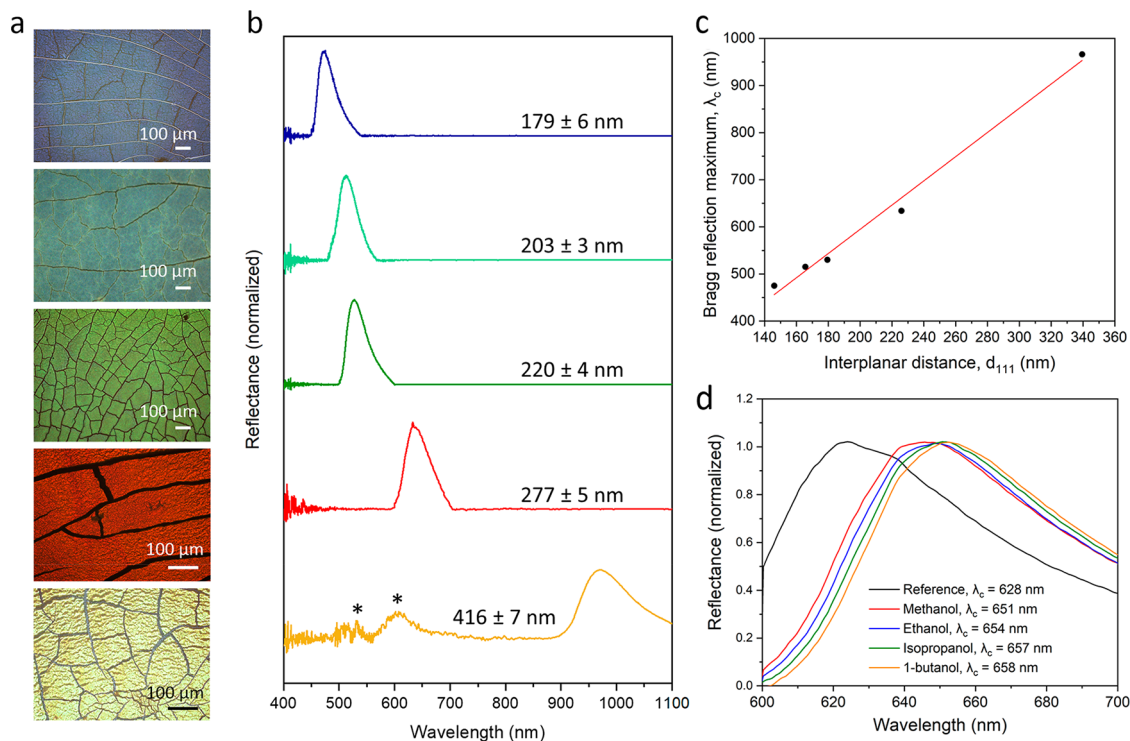 a
100 μm
100 μm
100 μm
100 μm
100 μm
b
Reflectance (normalized)
179 ± 6 nm
203 ± 3 nm
220 ± 4 nm
277 ± 5 nm
* *
416 ± 7 nm
400 500 600 700 800 900 1000 1100
Wavelength (nm)
c
Bragg reflection maximum, λc (nm)
1000
900
800
700
600
500
400
140 160 180 200 220 240 260 280 300 320 340 360
Interplanar distance, d111 (nm)
d
Reflectance (normalized)
1.2
1.0
0.8
0.6
0.4
0.2
0.0
Reference, λc = 628 nm
Methanol, λc = 651 nm
Ethanol, λc = 654 nm
Isopropanol, λc = 657 nm
1-butanol, λc = 658 nm
600 620 640 660 680 700
Wavelength (nm)